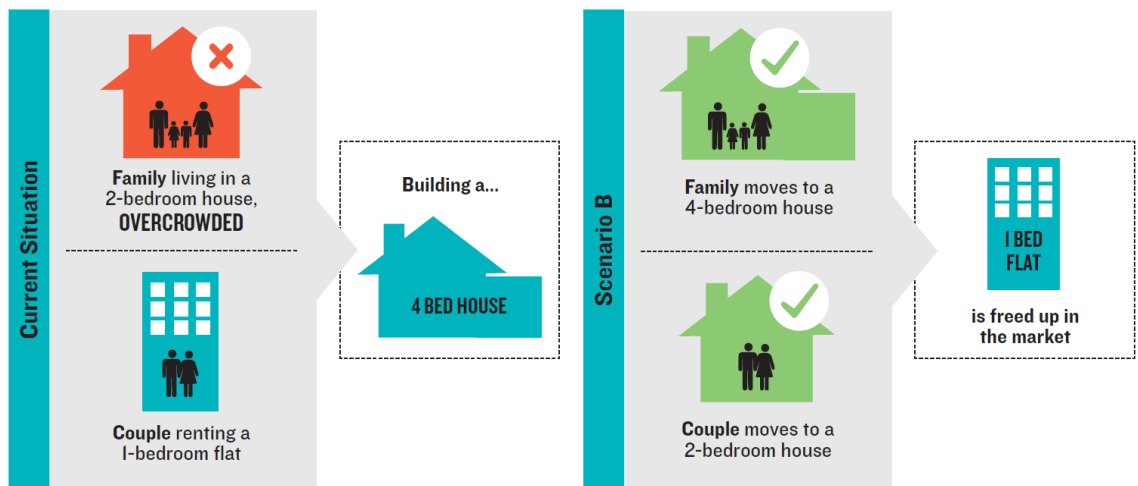 Current Situation
Family living in a
2-bedroom house,
OVERCROWDED
Couple renting a
1-bedroom flat
Building a...
4 BED HOUSE
Scenario B
Family moves to a
4-bedroom house
Couple moves to a
2-bedroom house
1 BED
FLAT
is freed up in
the market